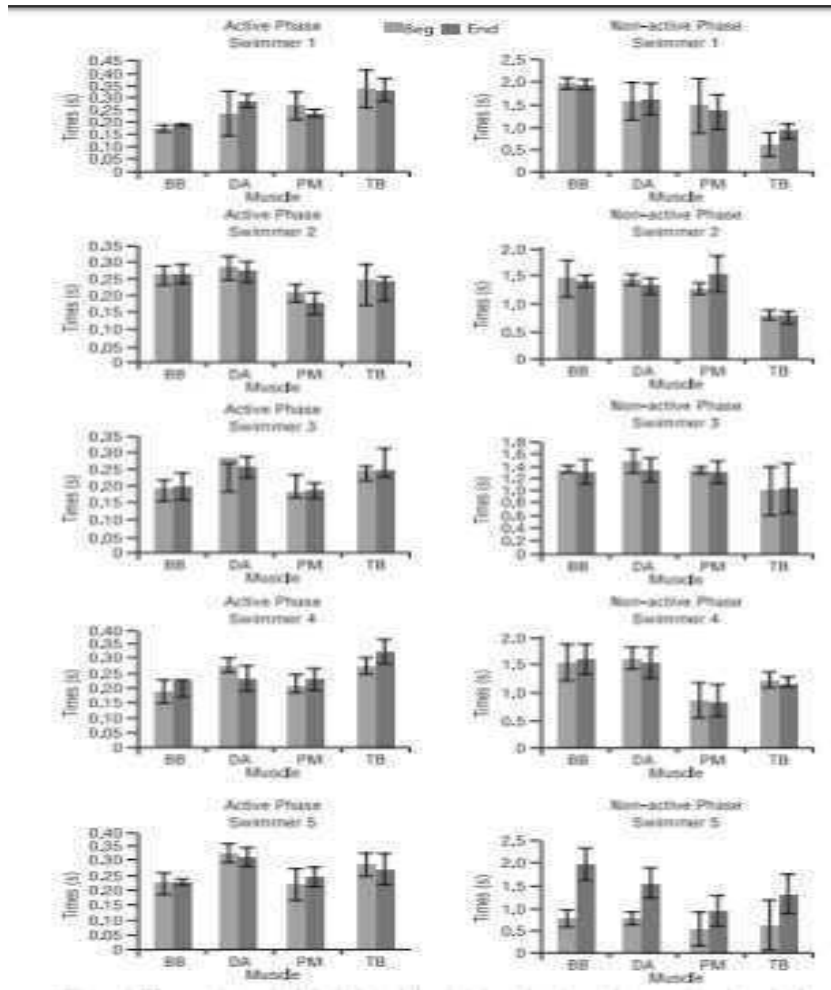 Active Phase
Swimmer 1
Beg End
Non-active Phase
Swimmer 1
Times (s)
0.45
0.40
0.35
0.30
0.25
0.20
0.15
0.10
0.05
0
BB DA PM TB
Muscle
Times (s)
2.5
2.0
1.5
1.0
0.5
0
BB DA PM TB
Muscle
Active Phase
Swimmer 2
Non-active Phase
Swimmer 2
Times (s)
0.35
0.30
0.25
0.20
0.15
0.10
0.05
0
BB DA PM TB
Muscle
Times (s)
2.0
1.5
1.0
0.5
0
BB DA PM TB
Muscle
Active Phase
Swimmer 3
Non-active Phase
Swimmer 3
Times (s)
0.35
0.30
0.25
0.20
0.15
0.10
0.05
0
BB DA PM TB
Muscle
Times (s)
1.8
1.6
1.4
1.2
1.0
0.8
0.6
0.4
0.2
0
BB DA PM TB
Muscle
Active Phase
Swimmer 4
Non-active Phase
Swimmer 4
Times (s)
0.40
0.35
0.30
0.25
0.20
0.15
0.10
0.05
0
BB DA PM TB
Muscle
Times (s)
2.0
1.5
1.0
0.5
0
BB DA PM TB
Muscle
Active Phase
Swimmer 5
Non-active Phase
Swimmer 5
Times (s)
0.40
0.35
0.30
0.25
0.20
0.15
0.10
0.05
0
BB DA PM TB
Muscle
Times (s)
2.5
2.0
1.5
1.0
0.5
0
BB DA PM TB
Muscle